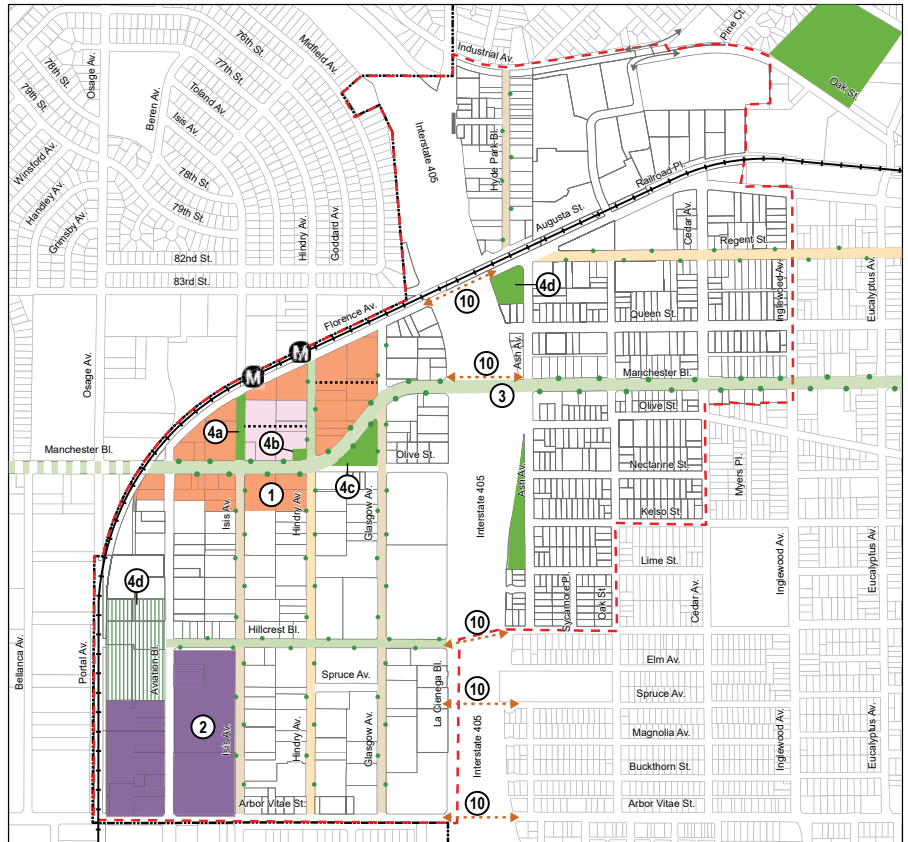 Pine Ct.
76th St.
Midfield Av.
Industrial Av.
Osage Av.
78th St.
77th St.
79th St.
Toland Av.
Beren Av.
Isis Av.
Oak St.
Interstate 405
Hyde Park Bl.
Winsford Av.
78th St.
Railroad Pl.
Handley Av.
79th St.
Grimsby Av.
Hindry Av.
Goddard Av.
Augusta St.
Cedar Av.
Regent St.
82nd St.
83rd St.
Inglewood Av.
Eucalyptus Av.
4d
10
Florence Av.
Queen St.
Ash Av.
M
M
Osage Av.
10
Manchester Bl.
3
Olive St.
4a
4b
Manchester Bl.
Olive St.
Nectarine St.
Myers Pl.
4c
1
Ash Av.
Isis Av.
Hindry Av.
Glasgow Av.
Interstate 405
Kelso St.
Lime St.
4d
Inglewood Av.
Eucalyptus Av.
Sycamore Pl.
Oak St.
Cedar Av.
10
Hillcrest Bl.
Bellanca Av.
Portal Av.
Aviation Bl.
Spruce Av.
La Cienega Bl.
Elm Av.
10
Spruce Av.
2
Isis Av.
Hindry Av.
Glasgow Av.
Interstate 405
Magnolia Av.
Inglewood Av.
Eucalyptus Av.
Buckthorn St.
Arbor Vitae St.
10
Arbor Vitae St.